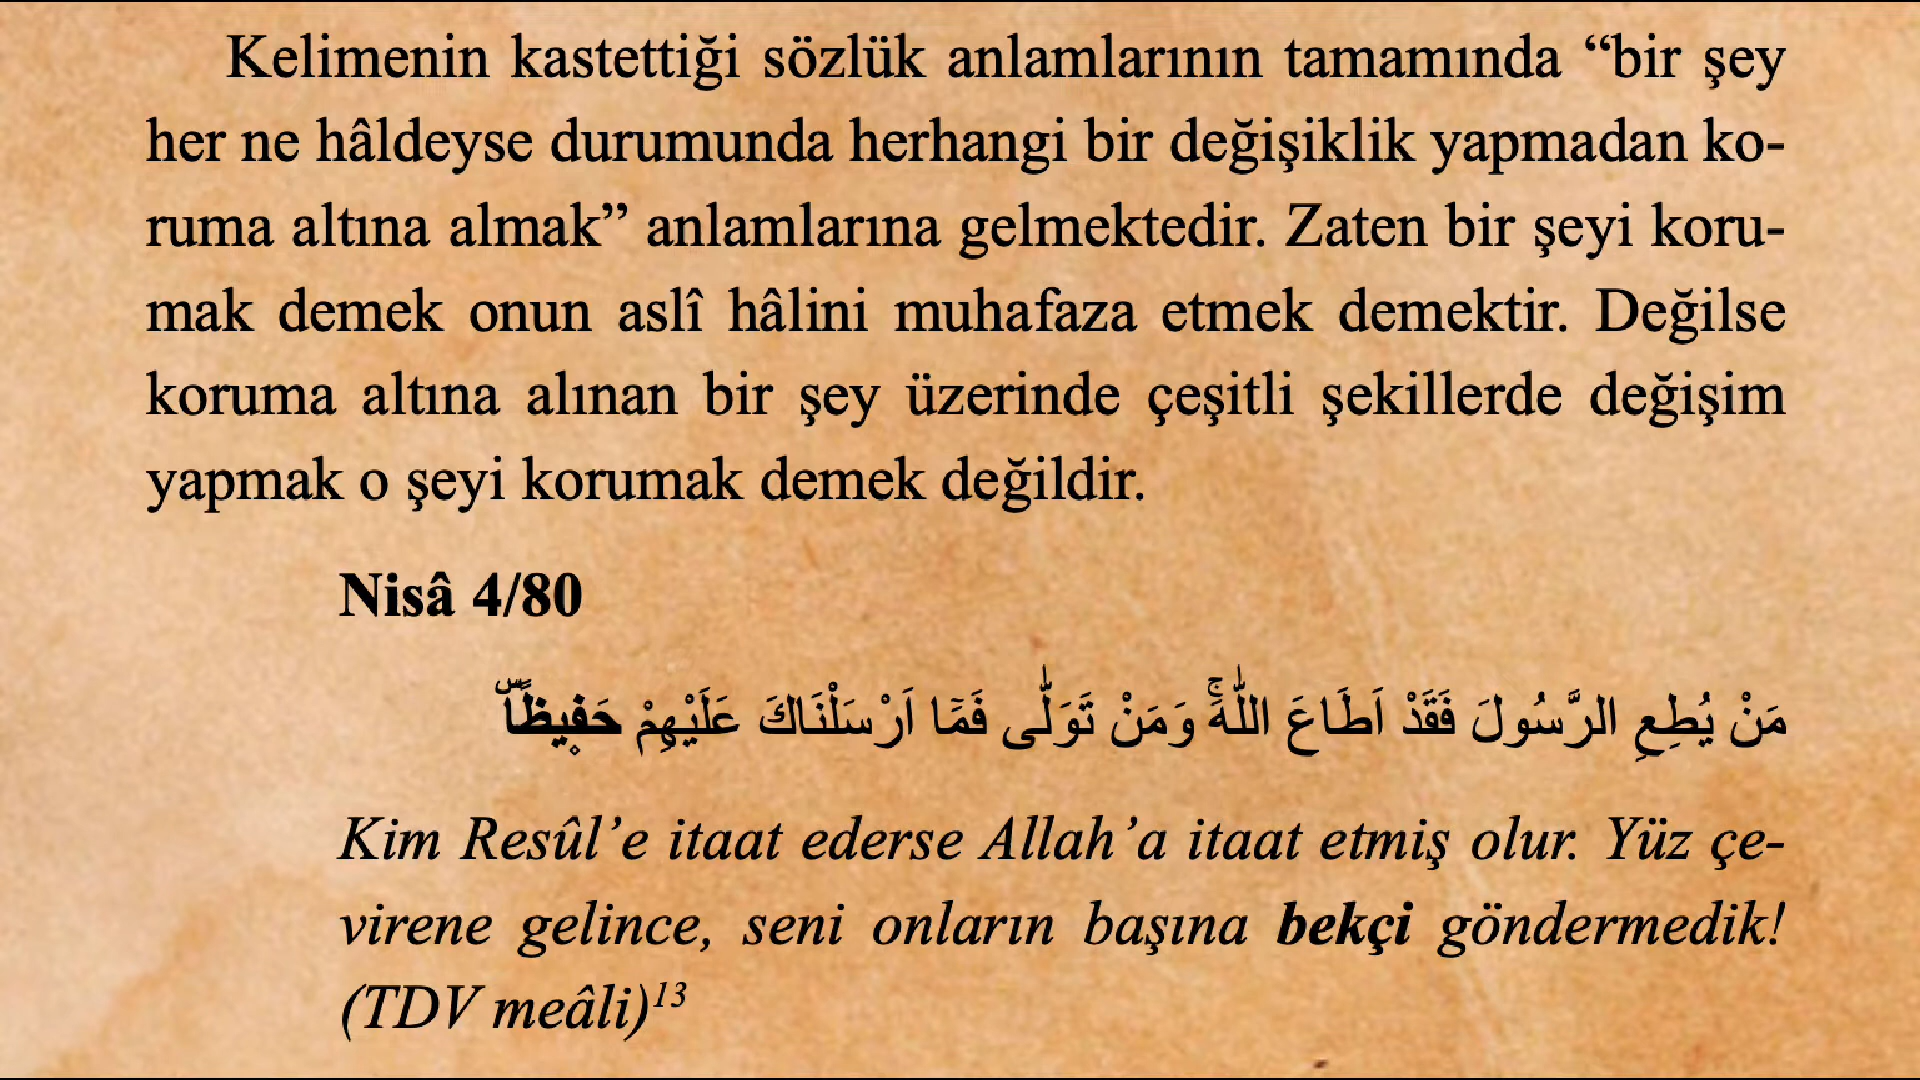 Kelimenin kastettiği sözlük anlamlarının tamamında “bir şey
her ne hâldeyse durumunda herhangi bir değişiklik yapmadan ko-
ruma altına almak” anlamlarına gelmektedir. Zaten bir şeyi koru-
mak demek onun aslî hâlini muhafaza etmek demektir. Değilse
koruma altına alınan bir şey üzerinde çeşitli şekillerde değişim
yapmak o şeyi korumak demek değildir.
Nisâ 4/80
مَنْ يُطِعِ الرَّسُولَ فَقَدْ اَطَاعَ اللّٰهَۚ وَمَنْ تَوَلّٰى فَمَٓا اَرْسَلْنَاكَ عَلَيْهِمْ حَف۪يظًاۜ
Kim Resûl’e itaat ederse Allah’a itaat etmiş olur. Yüz çe-
virene gelince, seni onların başına bekçi göndermedik!
(TDV meâli)13